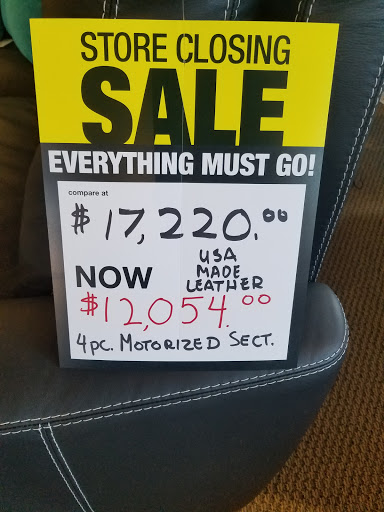 STORE CLOSING
SALE
EVERYTHING MUST GO!
compare at
$17,220.00
USA
MADE
LEATHER
NOW
$12,054.00
4pc. MOTORIZED SECT.